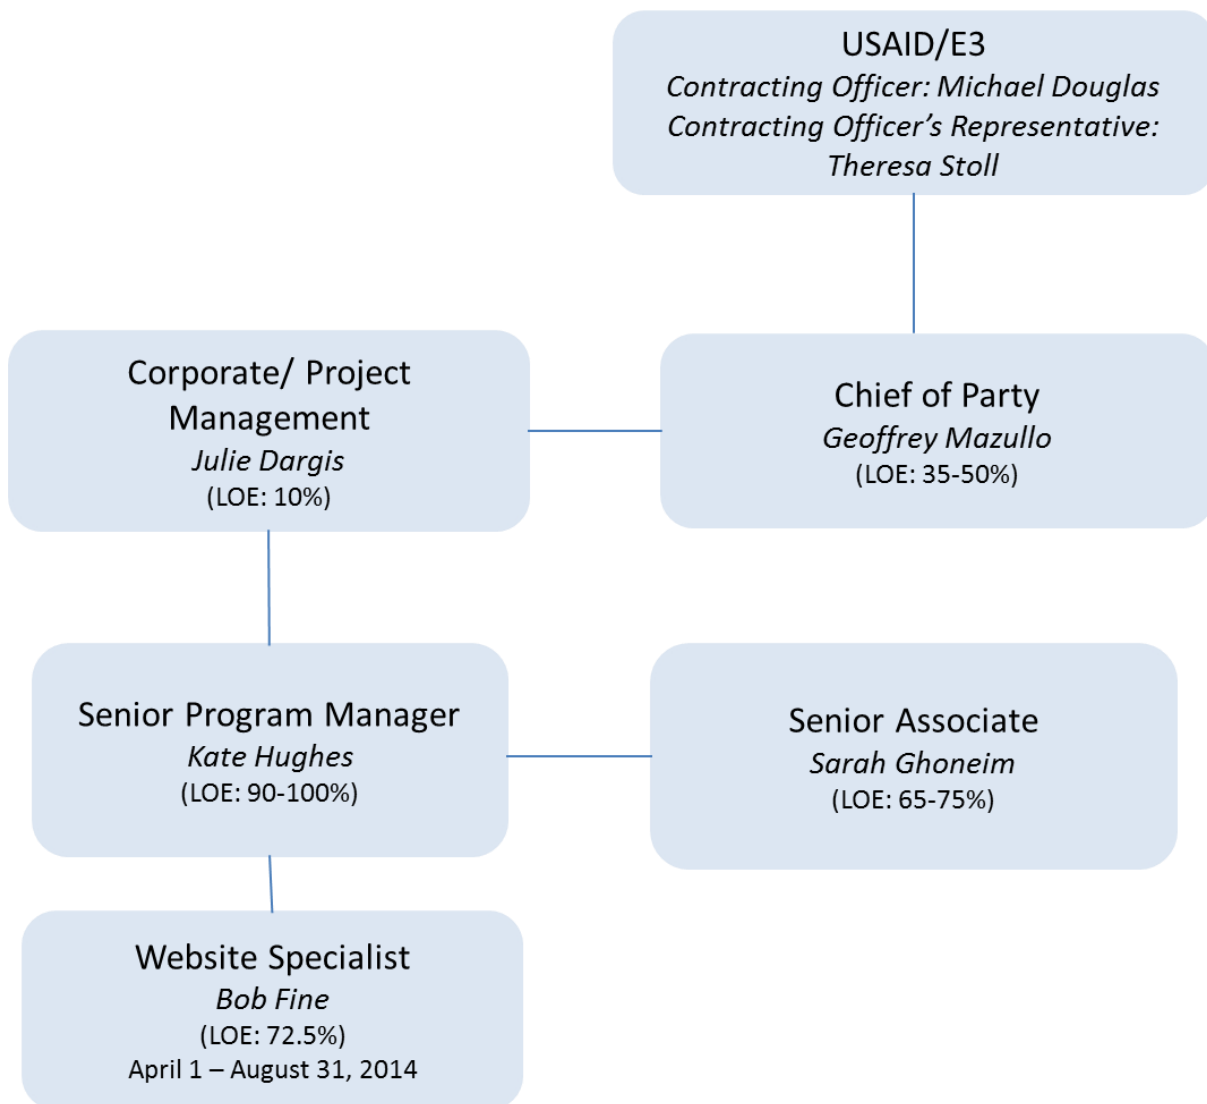 USAID/E3
Contracting Officer: Michael Douglas
Contracting Officer’s Representative:
Theresa Stoll
Corporate/ Project
Management
Julie Dargis
(LOE: 10%)
Chief of Party
Geoffrey Mazullo
(LOE: 35-50%)
Senior Program Manager
Kate Hughes
(LOE: 90-100%)
Senior Associate
Sarah Ghoneim
(LOE: 65-75%)
Website Specialist
Bob Fine
(LOE: 72.5%)
April 1 – August 31, 2014